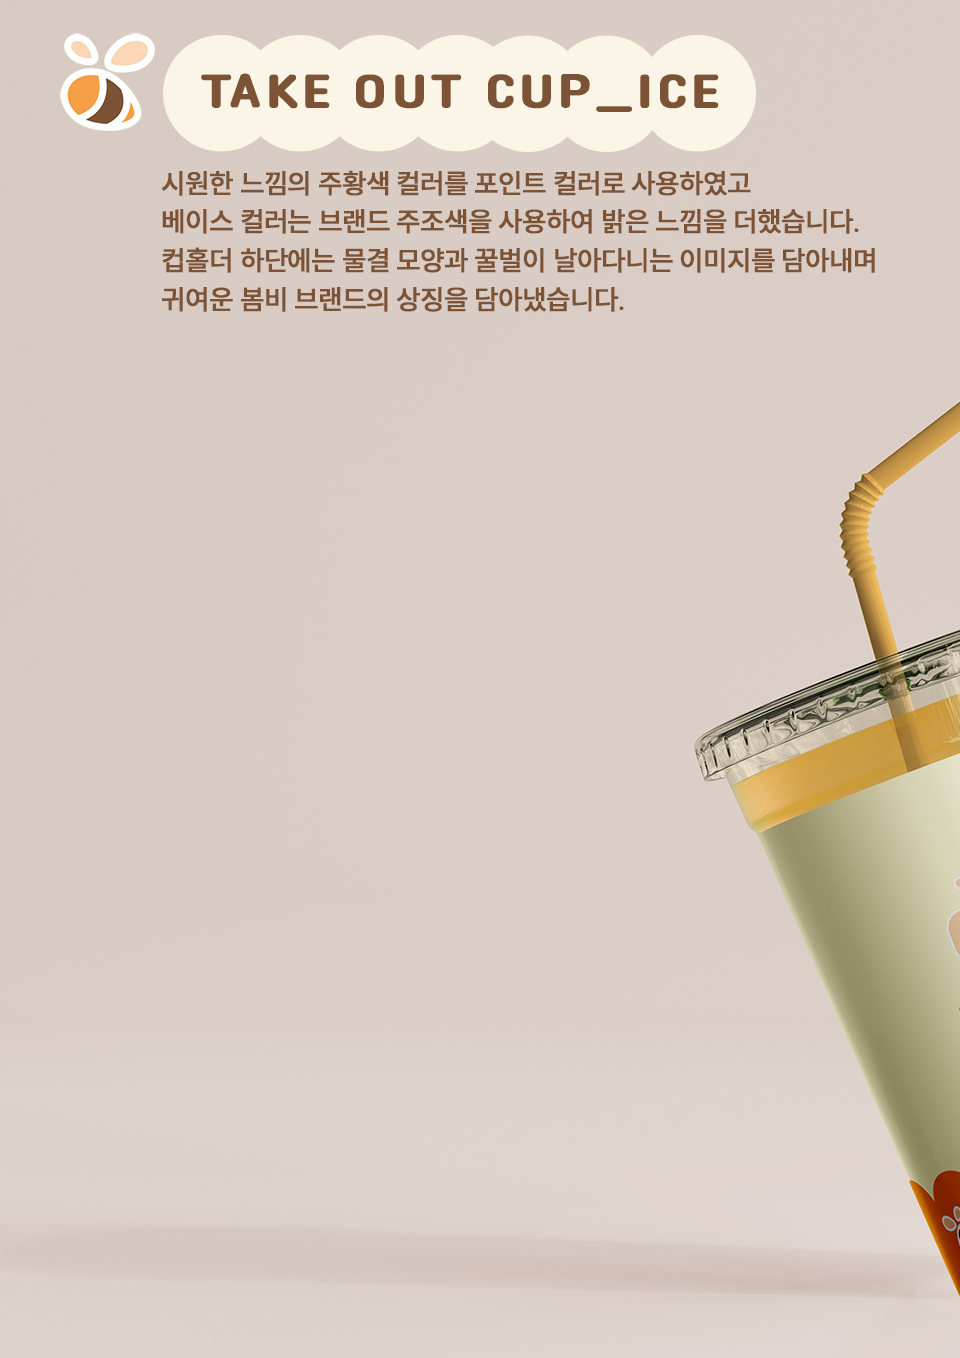 TAKE OUT CUP_ICE
시원한 느낌의 주황색 컬러를 포인트 컬러로 사용하였고
베이스 컬러는 브랜드 주조색을 사용하여 밝은 느낌을 더했습니다.
컵홀더 하단에는 물결 모양과 꿀벌이 날아다니는 이미지를 담아내며
귀여운 봄비 브랜드의 상징을 담아냈습니다.